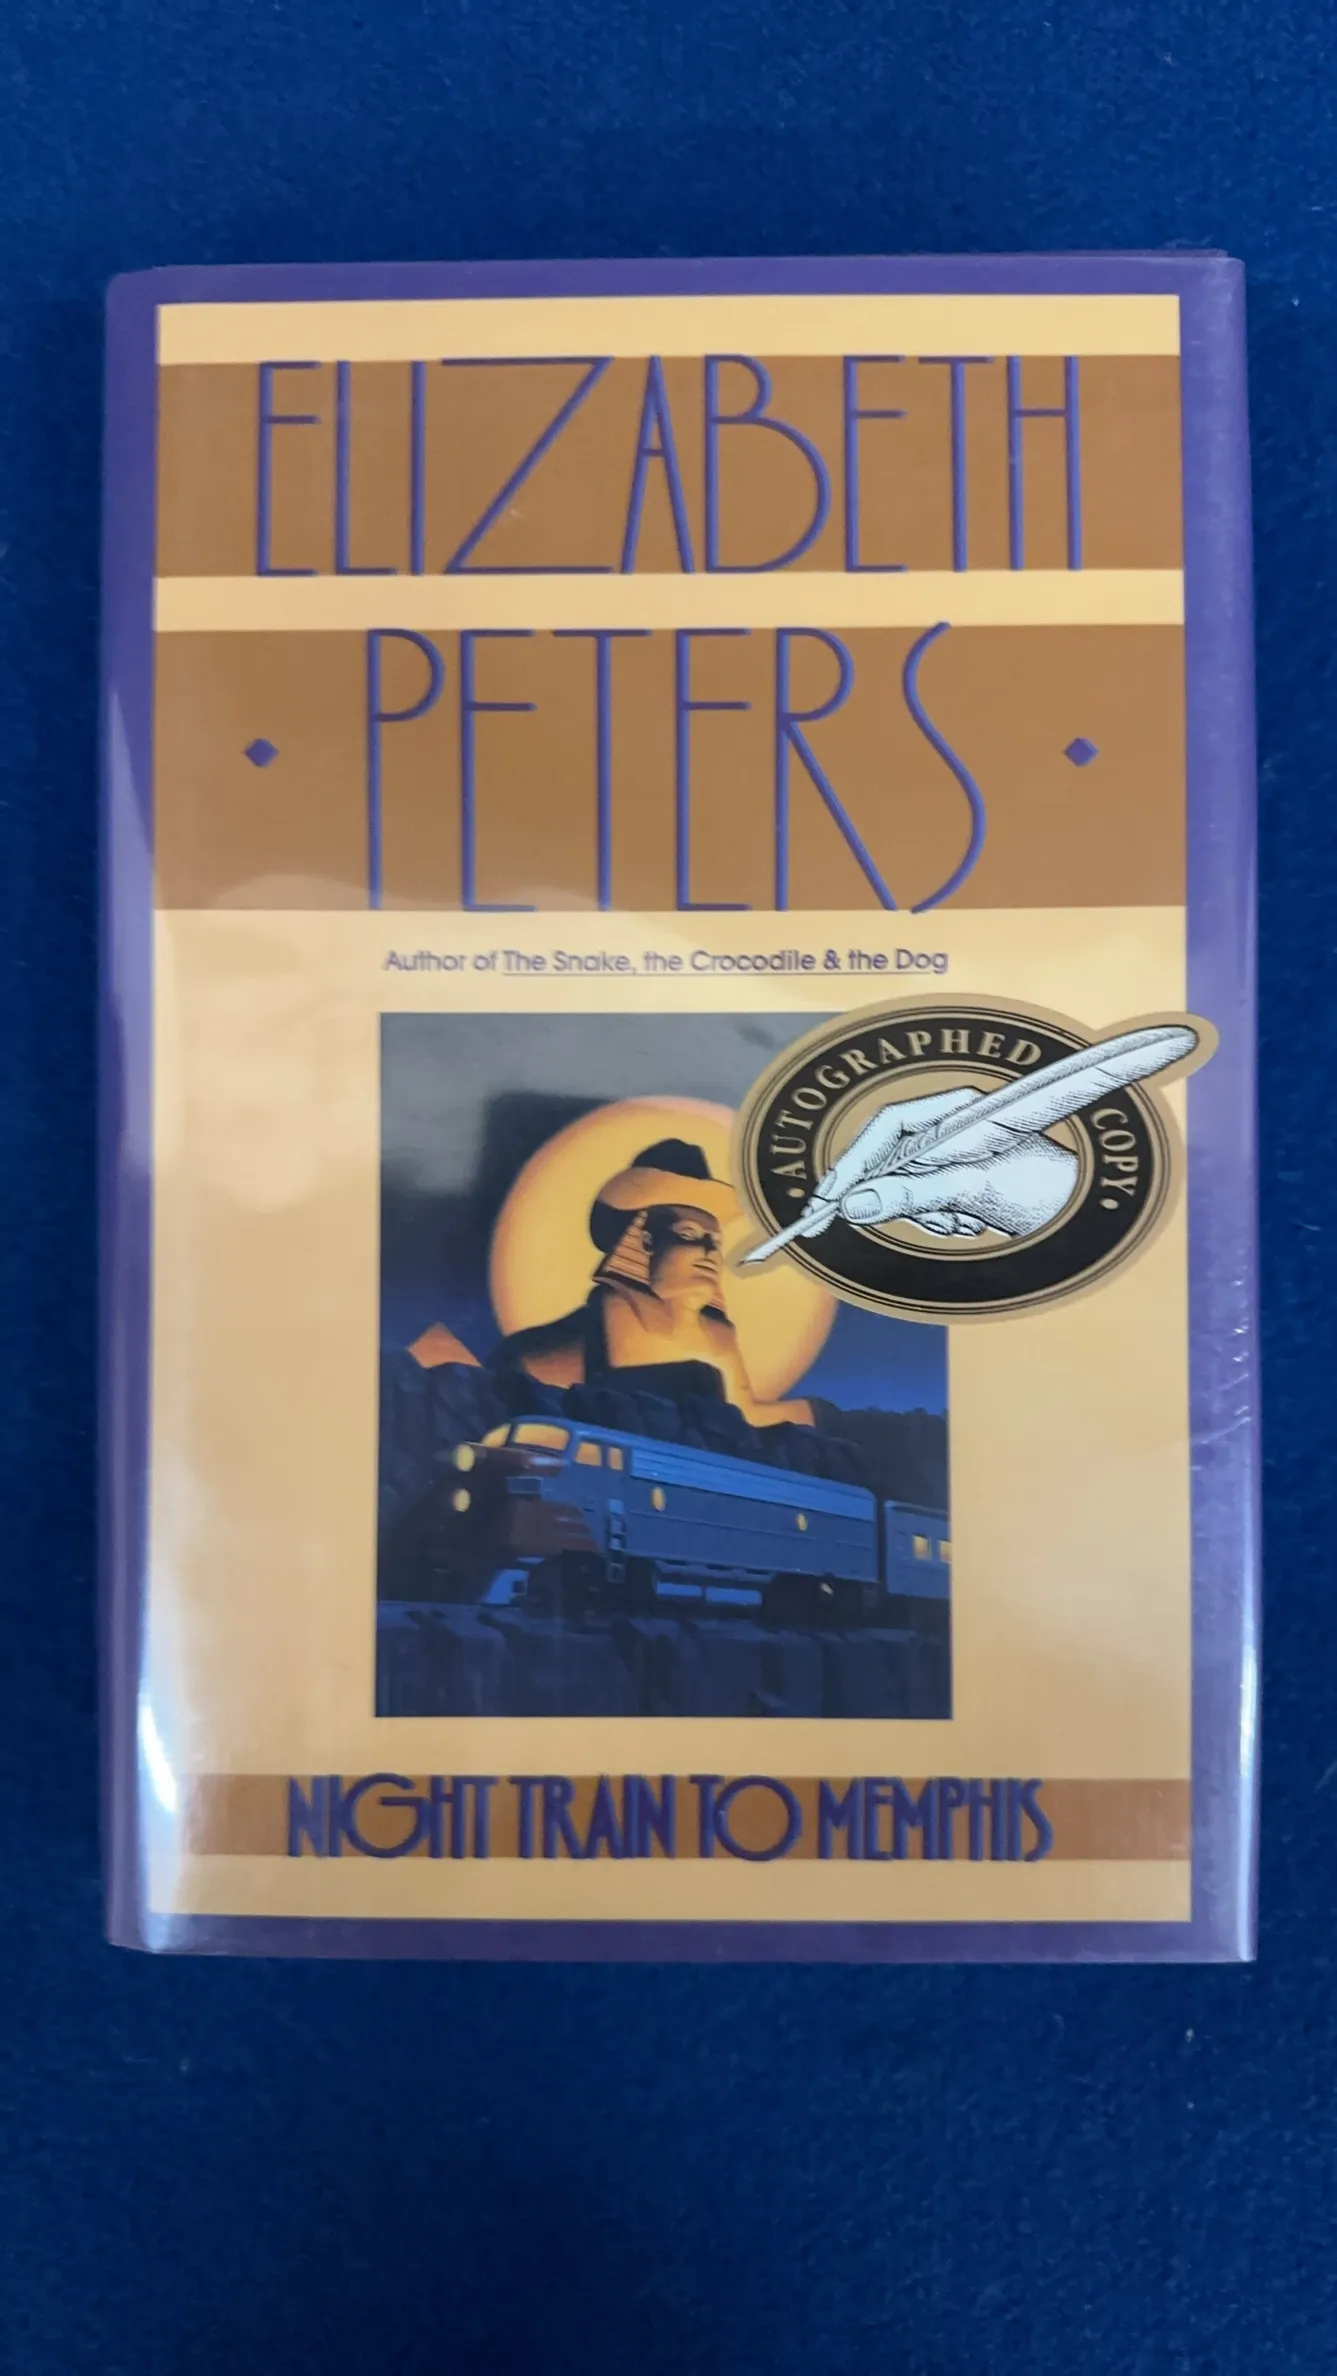 ELIZABETH
• PETERS •
Author of The Snake, the Crocodile & the Dog
• AUTOGRAPHED COPY •
NIGHT TRAIN TO MEMPHIS